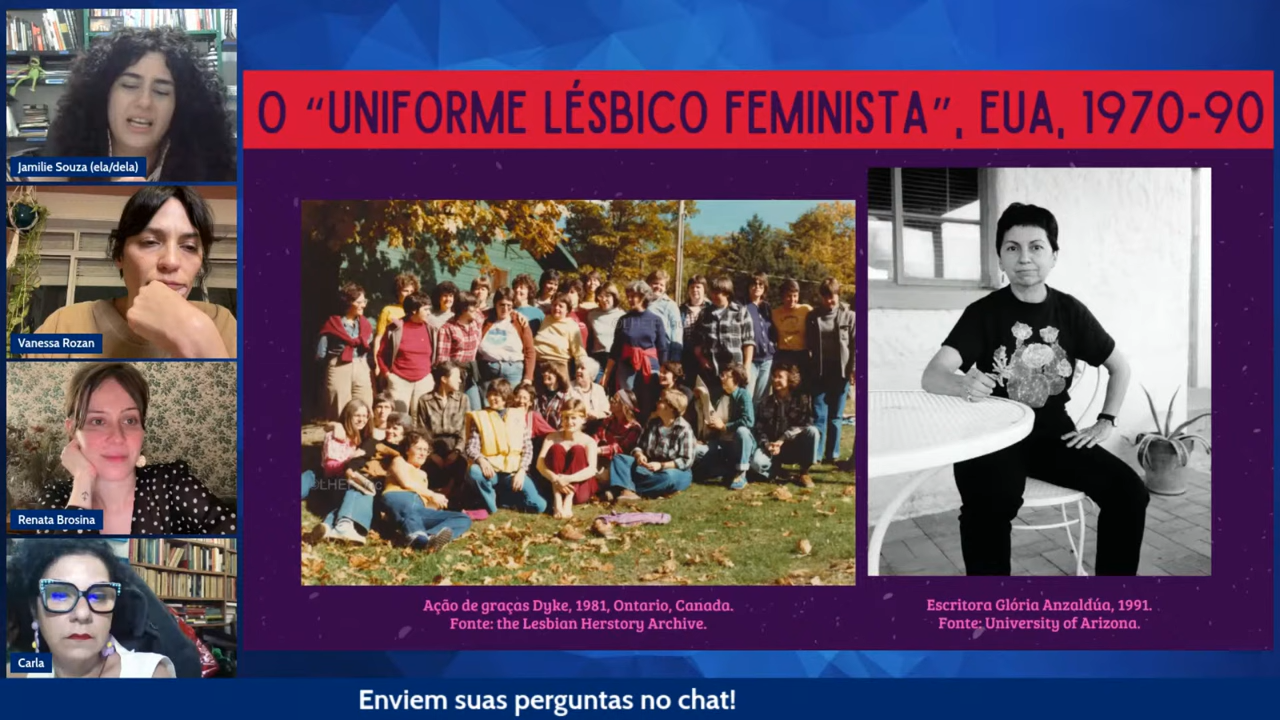 O “UNIFORME LÉSBICO FEMINISTA”, EUA, 1970-90
Jamilie Souza (ela/dela)
Vanessa Rozan
Renata Brosina
Carla
Ação de graças Dyke, 1981, Ontario, Canada.
Fonte: the Lesbian Herstory Archive.
Escritora Glória Anzaldúa, 1991.
Fonte: University of Arizona.
Enviem suas perguntas no chat!